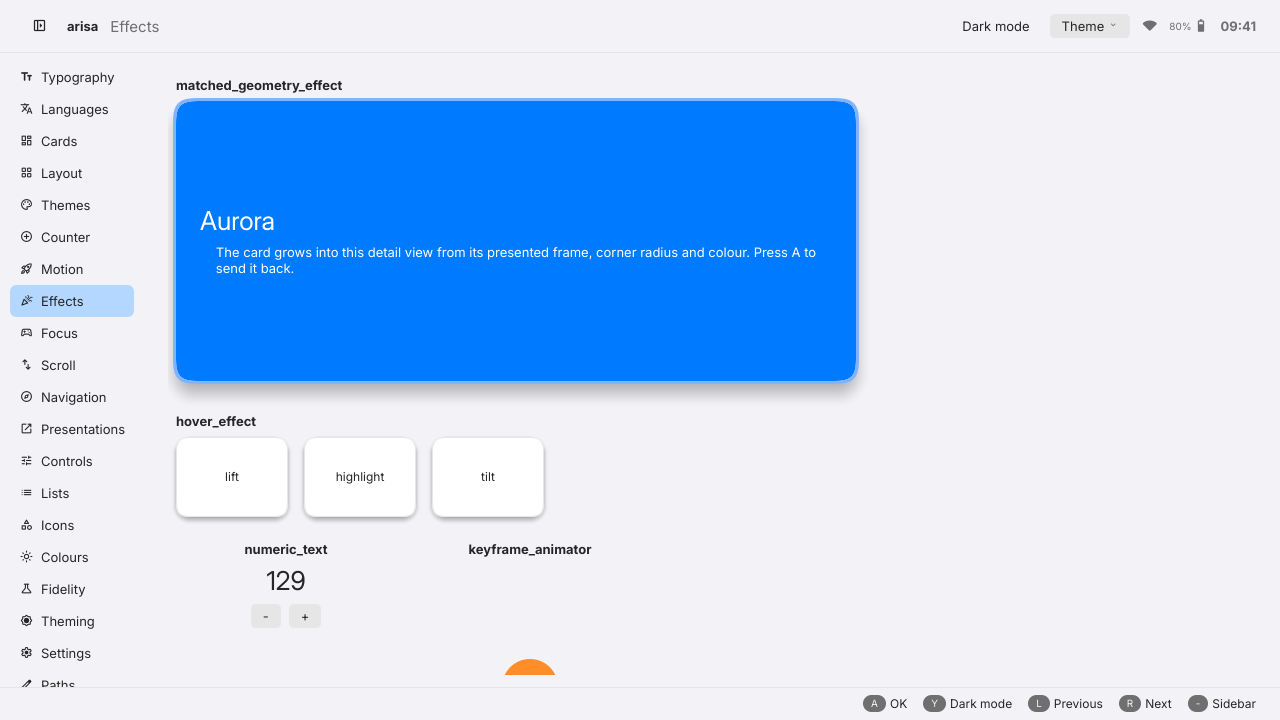 arisa Effects
Dark mode Theme 80% 09:41
Typography
Languages
Cards
Layout
Themes
Counter
Motion
Effects
Focus
Scroll
Navigation
Presentations
Controls
Lists
Icons
Colours
Fidelity
Theming
Settings
Paths
matched_geometry_effect
Aurora
The card grows into this detail view from its presented frame, corner radius and colour. Press A to
send it back.
hover_effect
lift highlight tilt
numeric_text keyframe_animator
129
- +
A OK Y Dark mode L Previous R Next - Sidebar